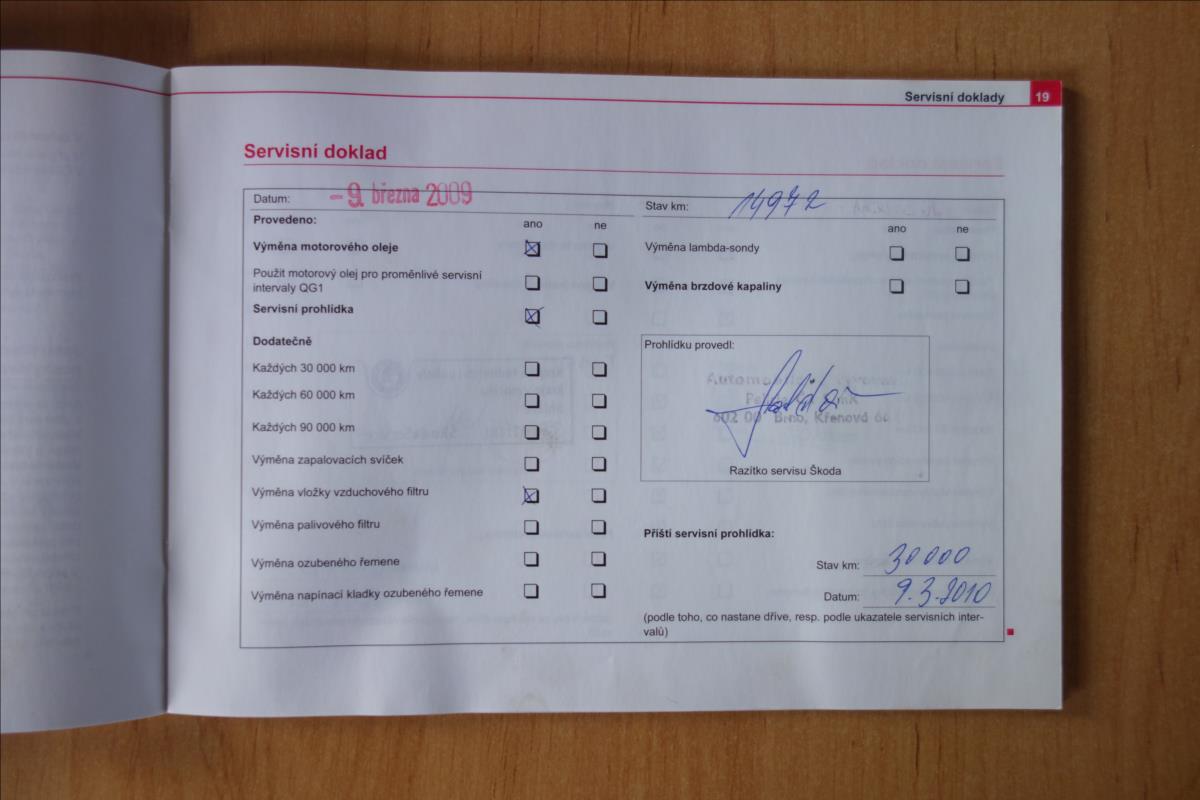 Servisní doklady 19
Servisní doklad
Datum: - 9. března 2009
Stav km: 14972
Provedeno:
ano ne
ano ne
Výměna motorového oleje
Použit motorový olej pro proměnlivé servisní
intervaly QG1
Servisní prohlídka
Dodatečně
Každých 30 000 km
Každých 60 000 km
Každých 90 000 km
Výměna zapalovacích svíček
Výměna vložky vzduchového filtru
Výměna palivového filtru
Výměna ozubeného řemene
Výměna napínací kladky ozubeného řemene
Výměna lambda-sondy
Výměna brzdové kapaliny
Prohlídku provedl:
602 00 Brno, Křenová
Razítko servisu Škoda
Příští servisní prohlídka:
Stav km: 30000
Datum: 9.3.2010
(podle toho, co nastane dříve, resp. podle ukazatele servisních inter-
valů)